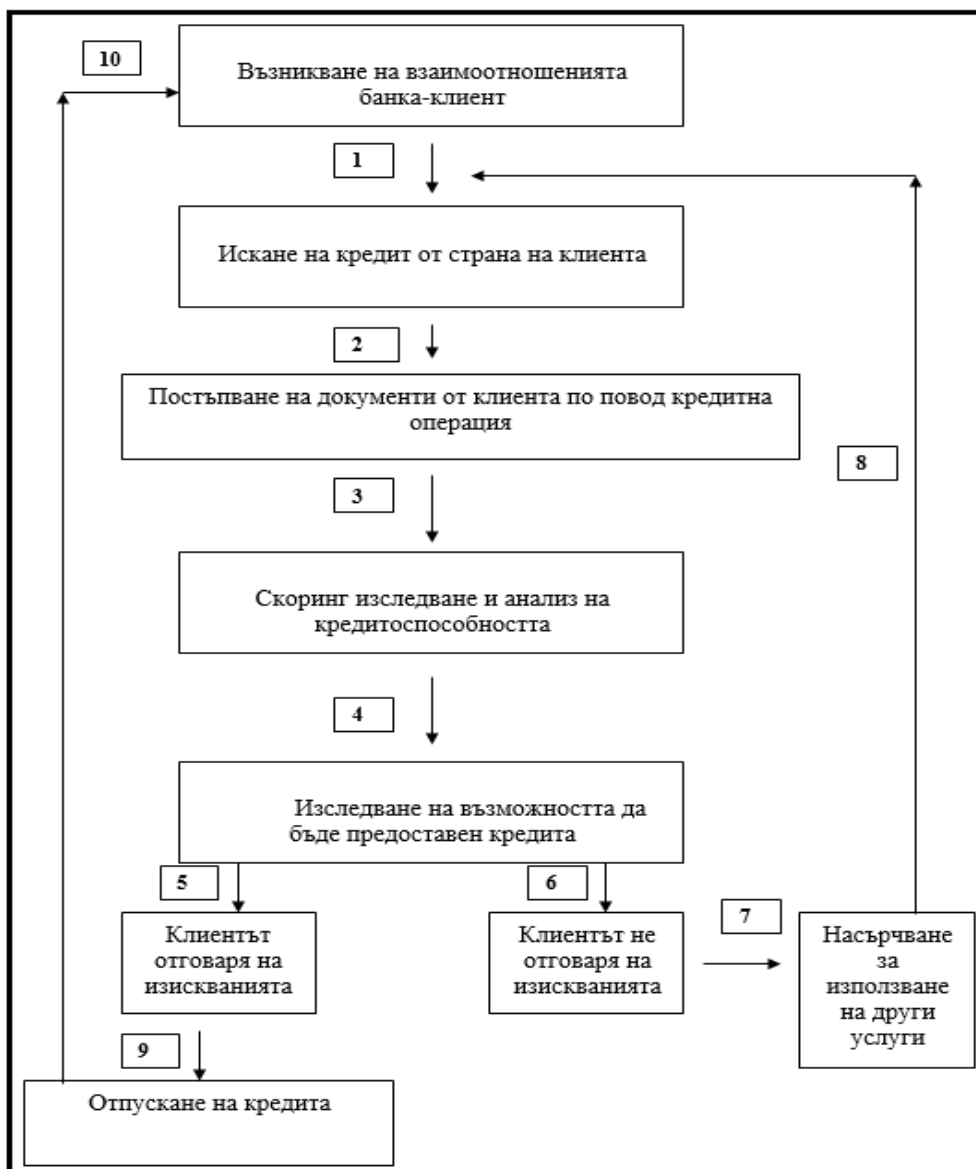 10
Възникване на взаимоотношенията
банка-клиент
1
Искане на кредит от страна на клиента
2
Постъпване на документи от клиента по повод кредитна
операция
8
3
Скоринг изследване и анализ на
кредитоспособността
4
Изследване на възможността да
бъде предоставен кредита
5
6
Клиентът
отговаря на
изискванията
Клиентът не
отговаря на
изискванията
7
Насърчване
за
използване
на други
услуги
9
Отпускане на кредита